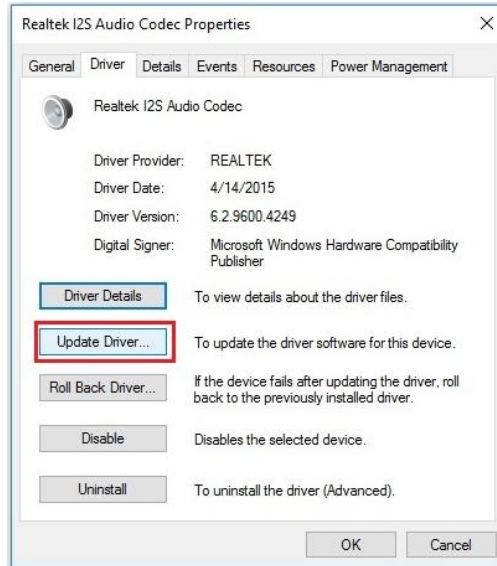 Realtek I2S Audio Codec Properties
General Driver Details Events Resources Power Management
Realtek I2S Audio Codec
Driver Provider: REALTEK
Driver Date: 4/14/2015
Driver Version: 6.2.9600.4249
Digital Signer: Microsoft Windows Hardware Compatibility
Publisher
Driver Details To view details about the driver files.
Update Driver... To update the driver software for this device.
Roll Back Driver... If the device fails after updating the driver, roll
back to the previously installed driver.
Disable Disables the selected device.
Uninstall To uninstall the driver (Advanced).
OK Cancel